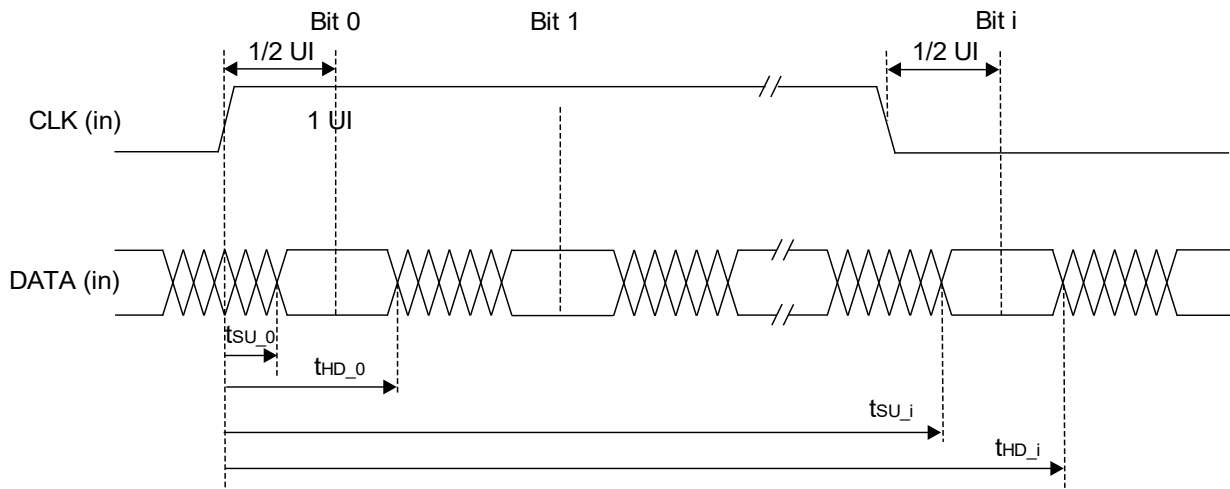 Bit 0
Bit 1
Bit i
1/2 UI
1/2 UI
CLK (in)
1 UI
DATA (in)
tSU_0
tHD_0
tSU_i
tHD_i